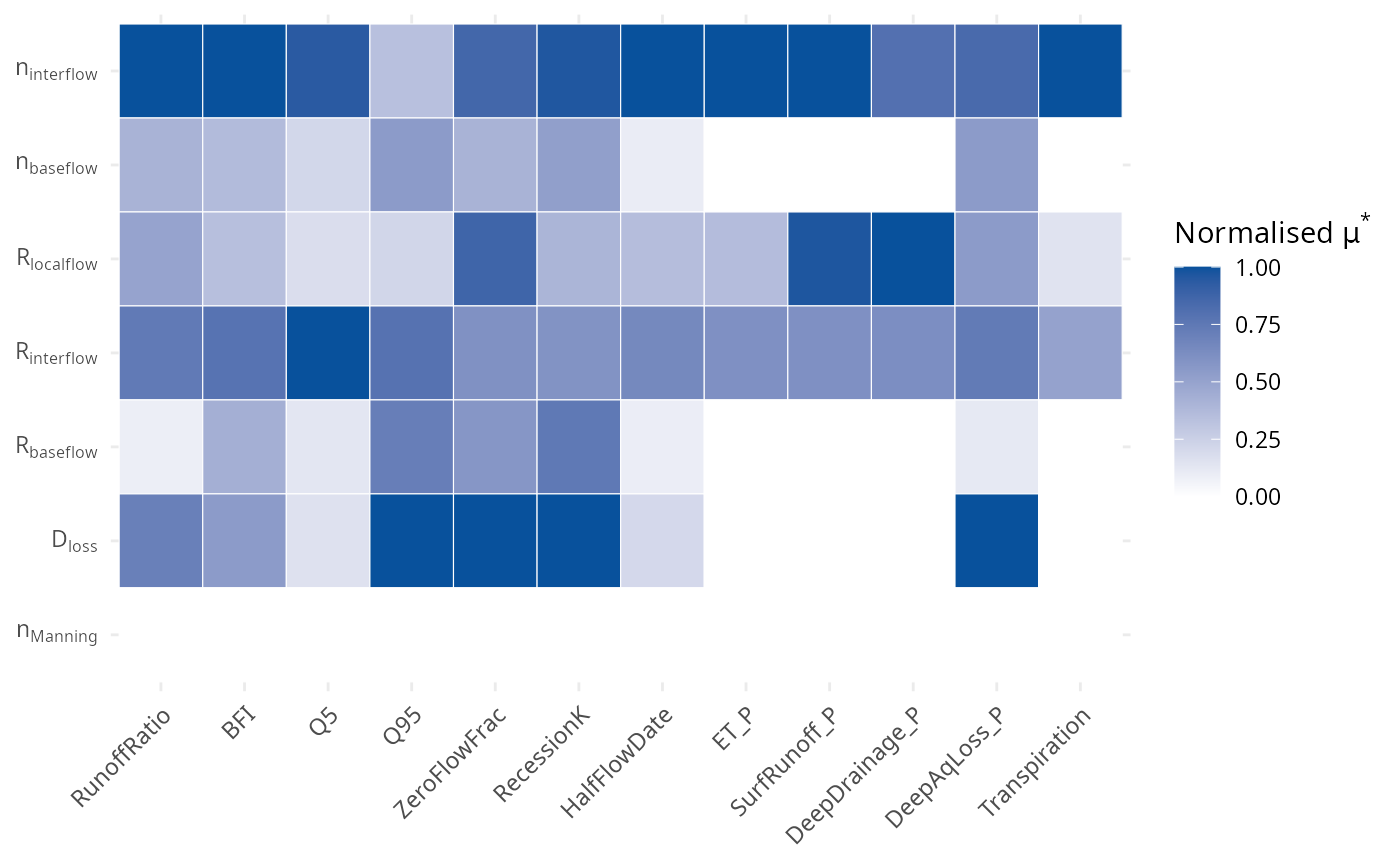 n_interflow
n_baseflow
R_localflow
R_interflow
R_baseflow
D_loss
n_Manning
RunoffRatio
BFI
Q5
Q95
ZeroFlowFrac
RecessionK
HalfFlowDate
ET_P
SurfRunoff_P
DeepDrainage_P
DeepAqLoss_P
Transpiration
Normalised μ*
1.00
0.75
0.50
0.25
0.00